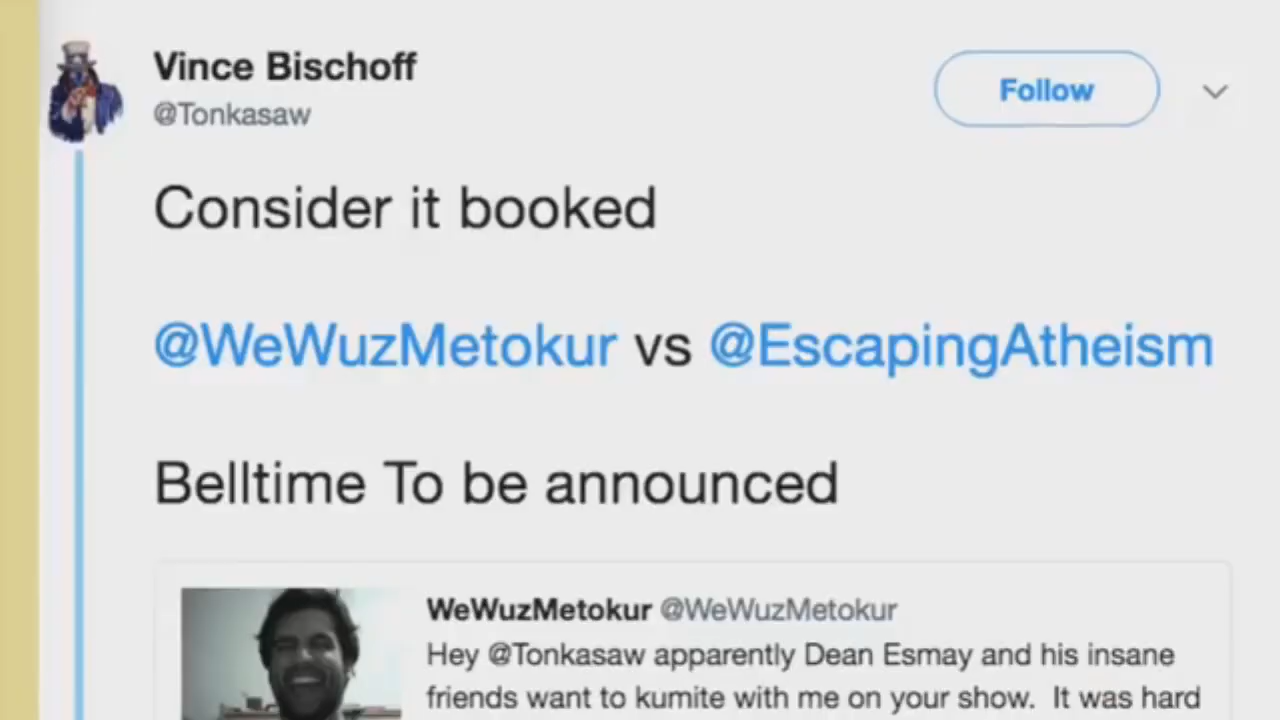 Vince Bischoff
@Tonkasaw
Follow
Consider it booked
@WeWuzMetokur vs @EscapingAtheism
Belltime To be announced
WeWuzMetokur @WeWuzMetokur
Hey @Tonkasaw apparently Dean Esmay and his insane
friends want to kumite with me on your show. It was hard